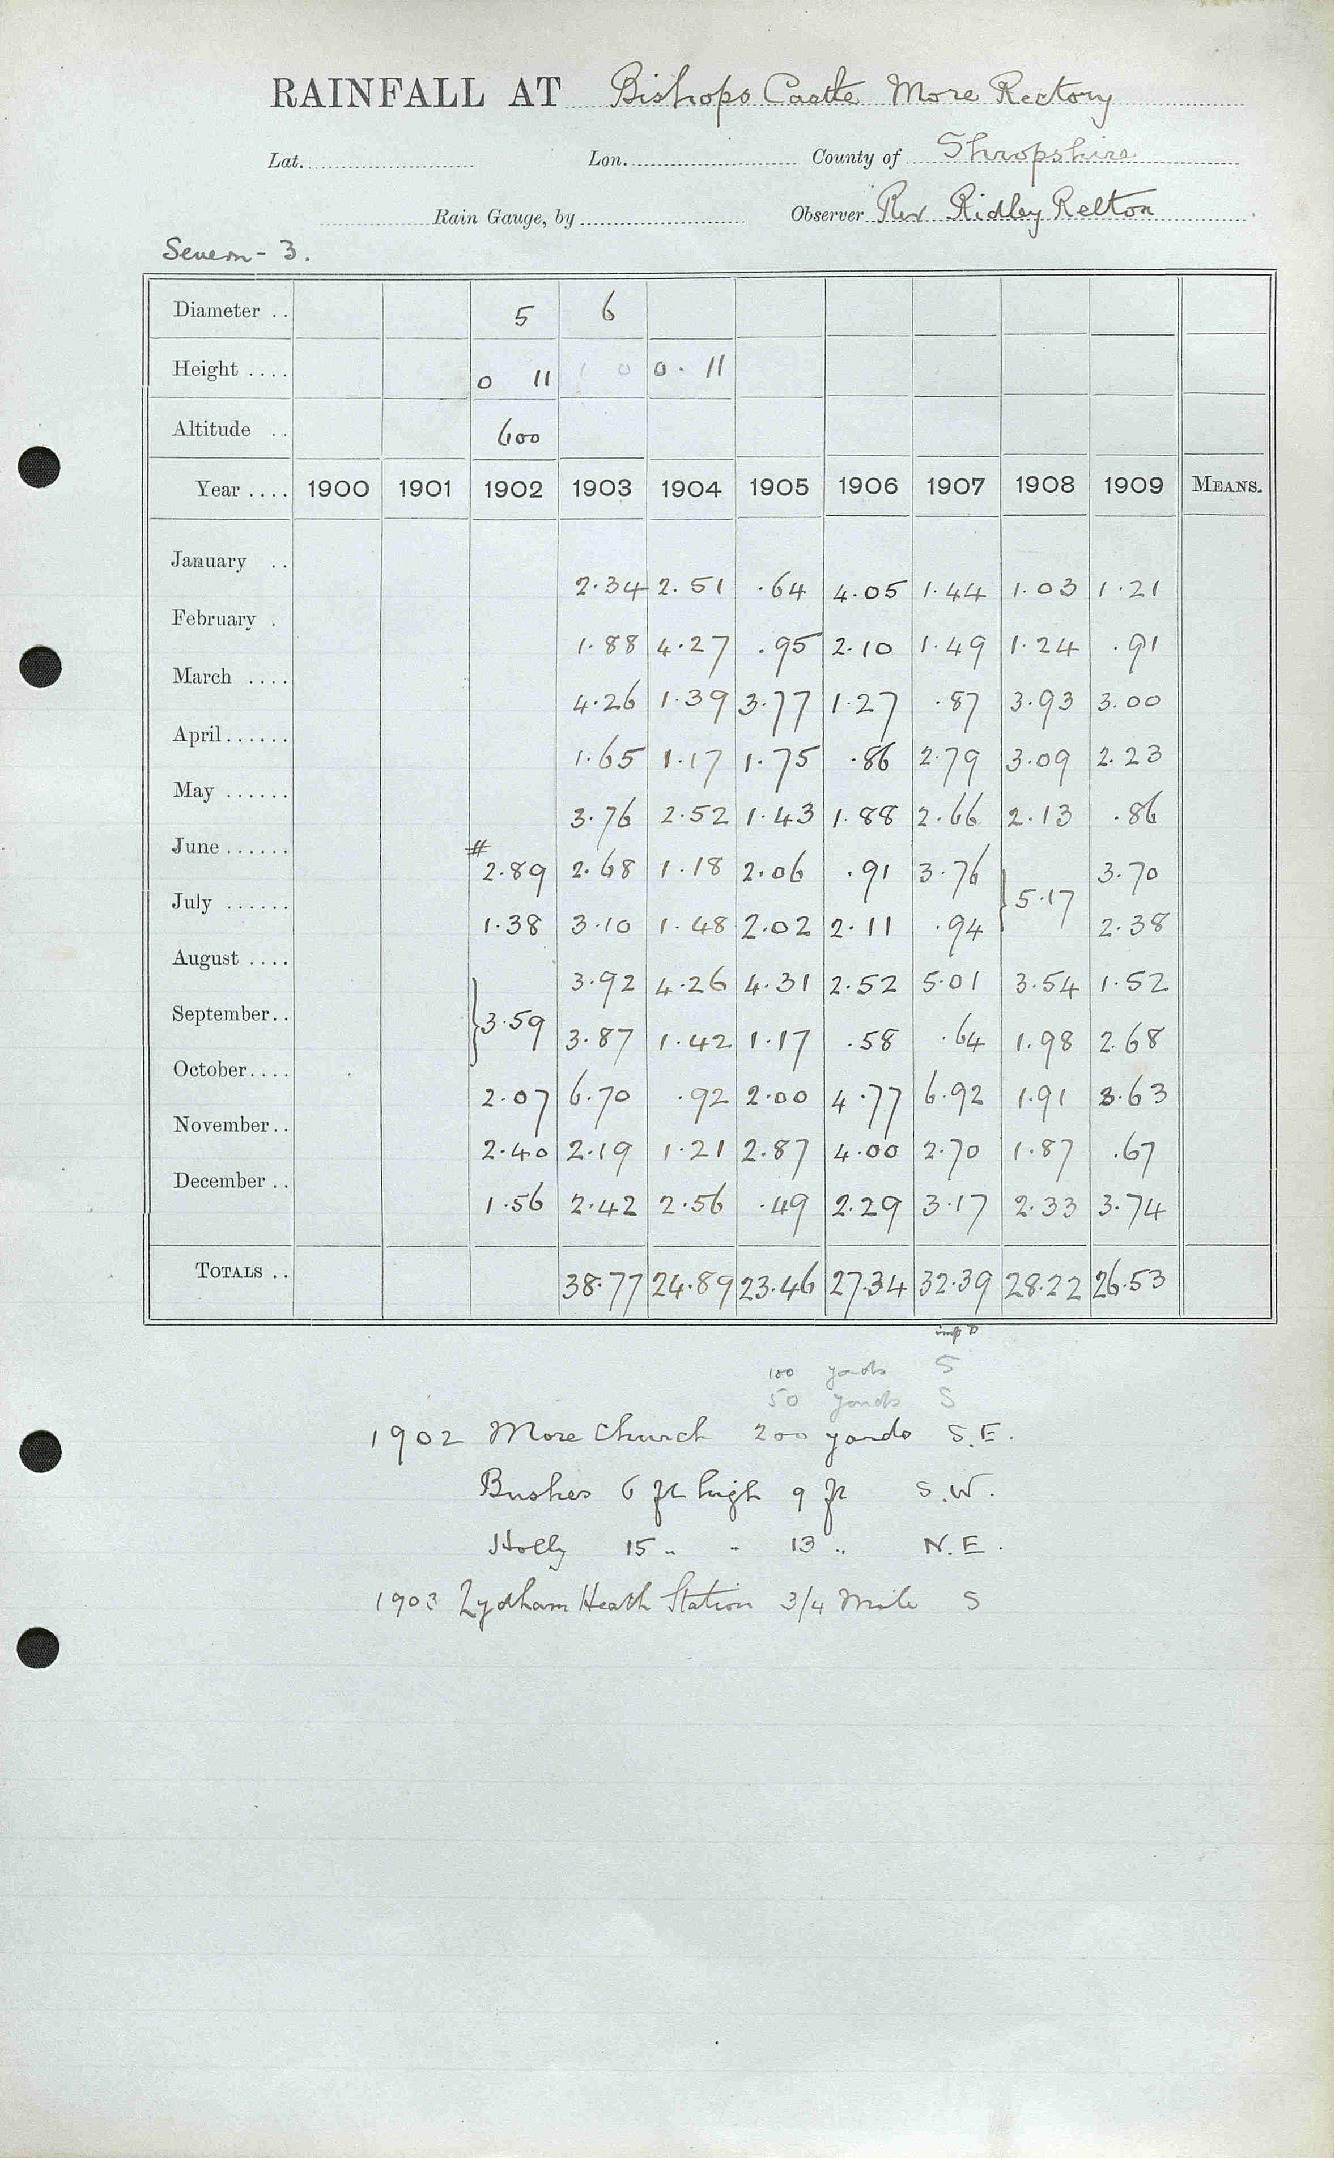 RAINFALL AT Bishops Castle More Rectory
Lat. Lon. County of Shropshire
Rain Gauge, by Observer Rev Ridley Relton
Severn - 3.
Diameter .. 5 6
Height .... 0 11 1 0 0. 11
Altitude .. 600
Year .... 1900 1901 1902 1903 1904 1905 1906 1907 1908 1909 MEANS.
January .. 2.34 2.51 .64 4.05 1.44 1.03 1.21
February . 1.88 4.27 .95 2.10 1.49 1.24 .91
March .... 4.26 1.39 3.77 1.27 .87 3.93 3.00
April...... 1.65 1.17 1.75 .86 2.79 3.09 2.23
May ...... 3.76 2.52 1.43 1.88 2.66 2.13 .86
June...... # 2.89 2.68 1.18 2.06 .91 3.76 } 5.17 3.70
July ...... 1.38 3.10 1.48 2.02 2.11 .94 2.38
August .... } 3.59 3.92 4.26 4.31 2.52 5.01 3.54 1.52
September.. 3.87 1.42 1.17 .58 .64 1.98 2.68
October.... 2.07 6.70 .92 2.00 4.77 6.92 1.91 3.63
November.. 2.40 2.19 1.21 2.87 4.00 2.70 1.87 .67
December .. 1.56 2.42 2.56 .49 2.29 3.17 2.33 3.74
TOTALS .. 38.77 24.89 23.46 27.34 32.39 28.22 26.53
100 yards S
50 yards S
1902 More Church 200 yards S.E.
Bushes 6 ft high 9 ft S.W.
Holly 15 " " 13 " N.E.
1903 Lydham Heath Station 3/4 Mile S